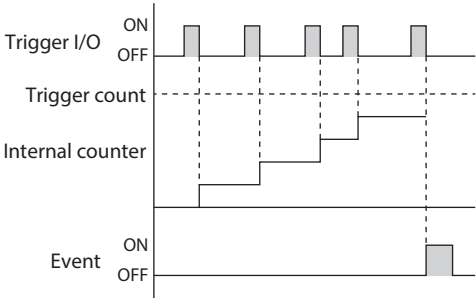 ON
Trigger I/O
OFF
Trigger count
Internal counter
ON
Event
OFF